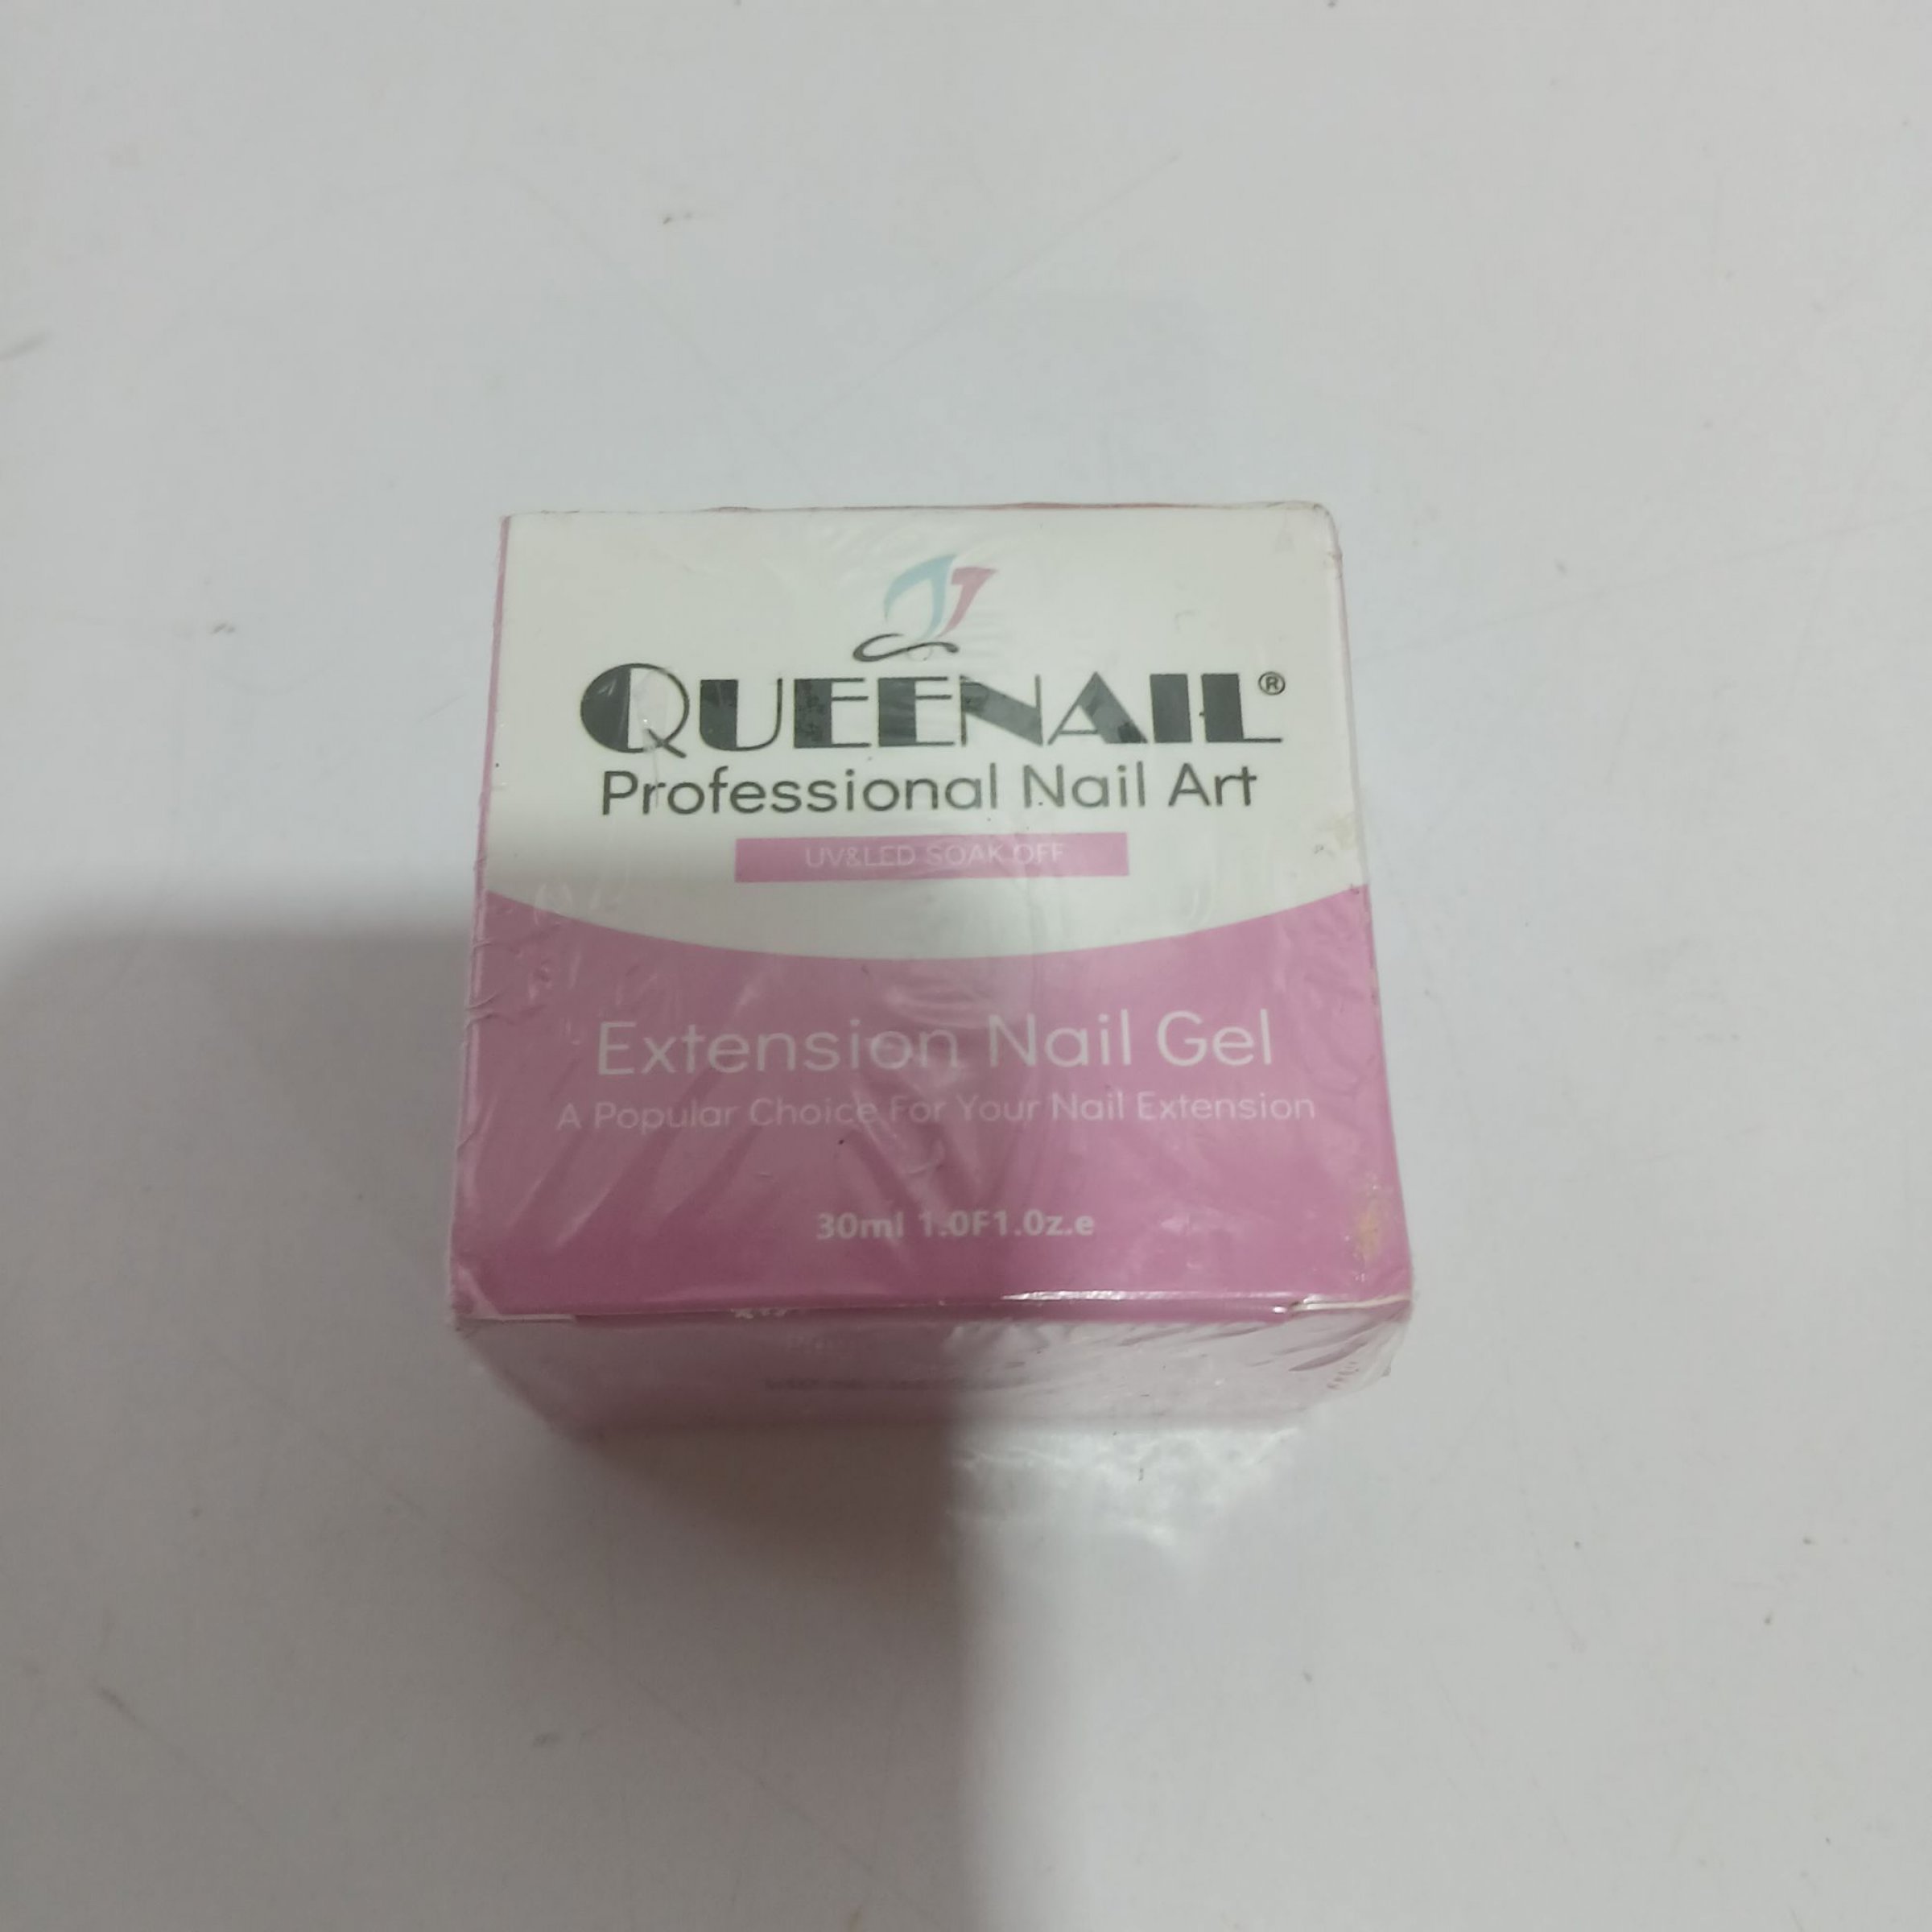 QUEENAIL®
Professional Nail Art
UV&LED SOAK OFF
Extension Nail Gel
A Popular Choice For Your Nail Extension
30ml 1.0F1.0z.e